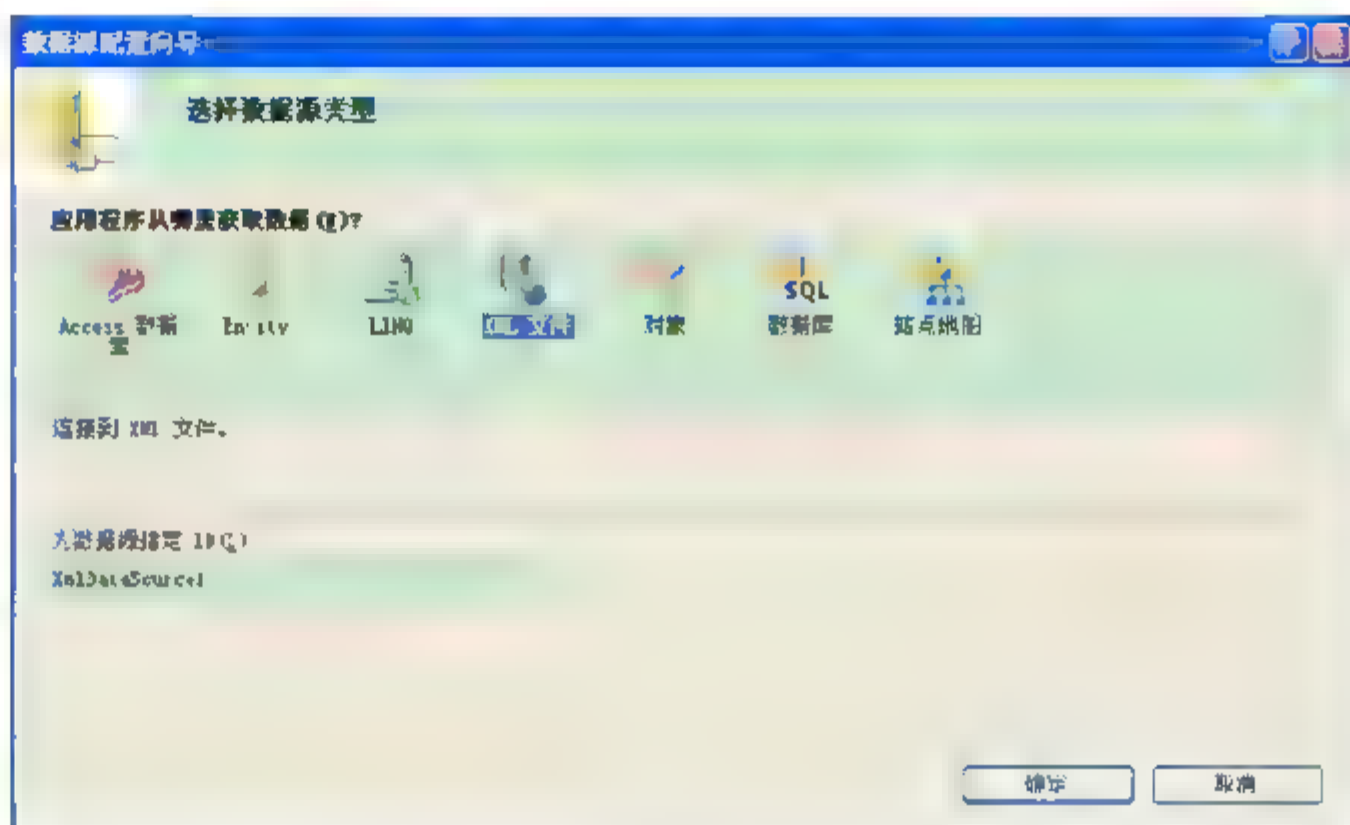 数据源配置向导
选择数据源类型
应用程序从哪里获取数据
Access 数据库
Entity
LINQ
XML 文件
对象
SQL
数据库
站点地图
连接到 XML 文件。
为数据源指定 ID
XmlDataSource1
确定
取消